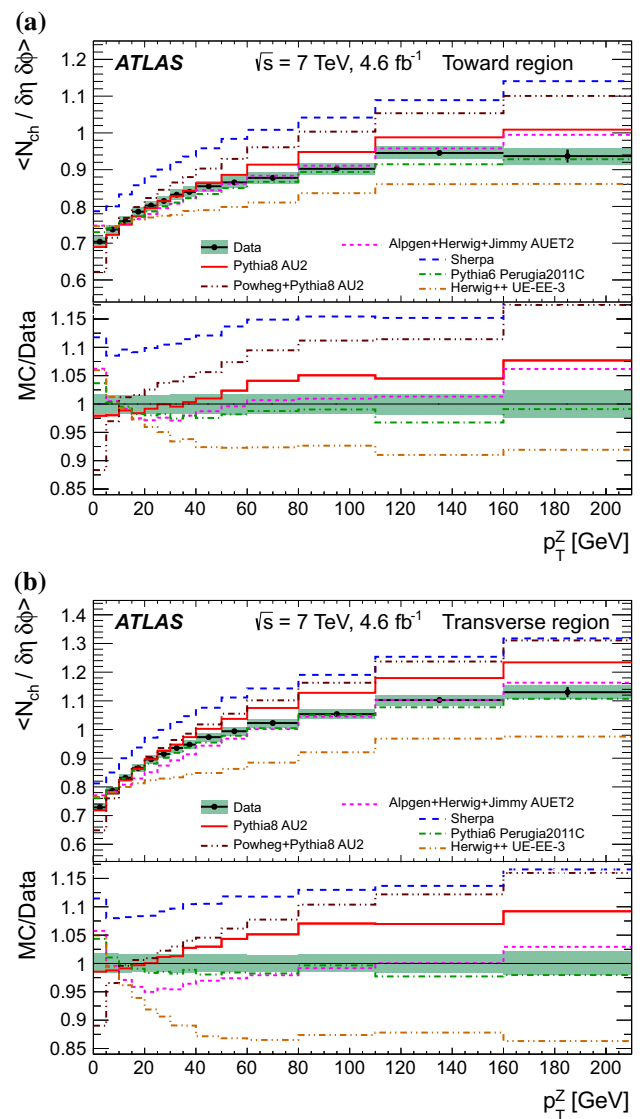 (a)
<N_ch / δη δϕ>
ATLAS √s = 7 TeV, 4.6 fb⁻¹ Toward region
1.2
1.1
1
0.9
0.8
0.7
0.6
Data
Pythia8 AU2
Powheg+Pythia8 AU2
Alpgen+Herwig+Jimmy AUET2
Sherpa
Pythia6 Perugia2011C
Herwig++ UE-EE-3
MC/Data
1.15
1.1
1.05
1
0.95
0.9
0.85
0 20 40 60 80 100 120 140 160 180 200
p_T^Z [GeV]
(b)
<N_ch / δη δϕ>
ATLAS √s = 7 TeV, 4.6 fb⁻¹ Transverse region
1.4
1.3
1.2
1.1
1
0.9
0.8
0.7
0.6
Data
Pythia8 AU2
Powheg+Pythia8 AU2
Alpgen+Herwig+Jimmy AUET2
Sherpa
Pythia6 Perugia2011C
Herwig++ UE-EE-3
MC/Data
1.15
1.1
1.05
1
0.95
0.9
0.85
0 20 40 60 80 100 120 140 160 180 200
p_T^Z [GeV]